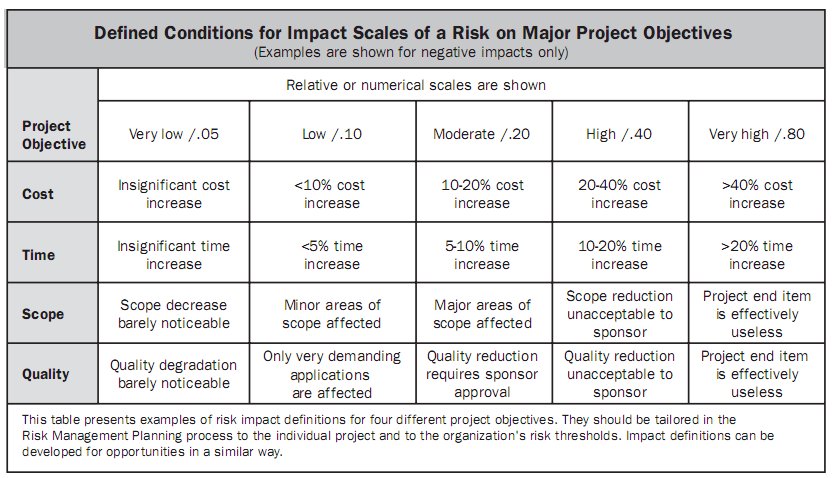 Defined Conditions for Impact Scales of a Risk on Major Project Objectives
(Examples are shown for negative impacts only)
Relative or numerical scales are shown
Project
Objective
Very low /.05
Low /.10
Moderate /.20
High /.40
Very high /.80
Cost
Insignificant cost
increase
<10% cost
increase
10-20% cost
increase
20-40% cost
increase
>40% cost
increase
Time
Insignificant time
increase
<5% time
increase
5-10% time
increase
10-20% time
increase
>20% time
increase
Scope
Scope decrease
barely noticeable
Minor areas of
scope affected
Major areas of
scope affected
Scope reduction
unacceptable to
sponsor
Project end item
is effectively
useless
Quality
Quality degradation
barely noticeable
Only very demanding
applications
are affected
Quality reduction
requires sponsor
approval
Quality reduction
unacceptable to
sponsor
Project end item
is effectively
useless
This table presents examples of risk impact definitions for four different project objectives. They should be tailored in the
Risk Management Planning process to the individual project and to the organization's risk thresholds. Impact definitions can be
developed for opportunities in a similar way.